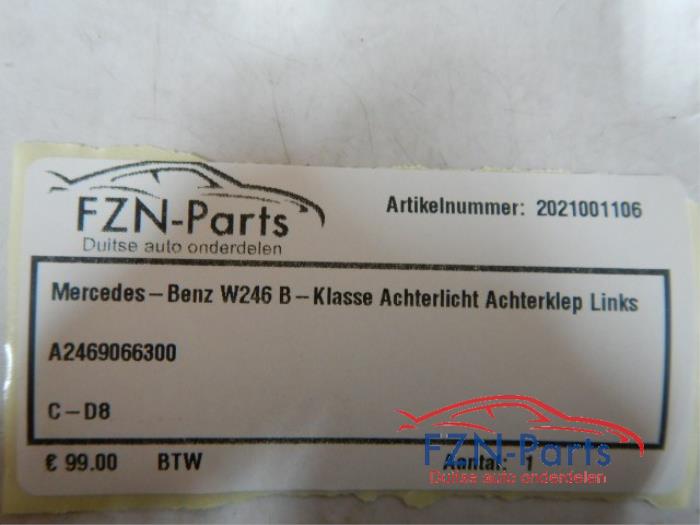 FZN-Parts
Duitse auto onderdelen
Artikelnummer: 2021001106
Mercedes-Benz W246 B-Klasse Achterlicht Achterklep Links
A2469066300
C-D8
€ 99.00 BTW
Aantal: 1
FZN-Parts
Duitse auto onderdelen